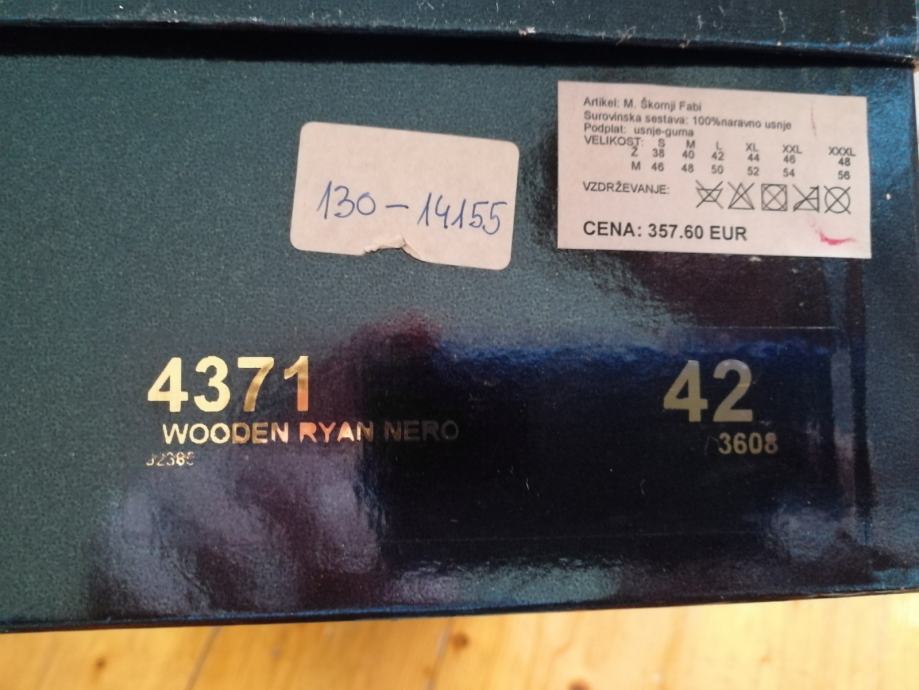 Artikel: M. Škornji Fabi
Surovinska sestava: 100%naravno usnje
Podplat: usnje-guma
VELIKOST: S M L XL XXL XXXL
Ž 38 40 42 44 46 48
M 46 48 50 52 54 56
VZDRŽEVANJE:
CENA: 357.60 EUR
130-14155
4371
WOODEN RYAN NERO
42
3608